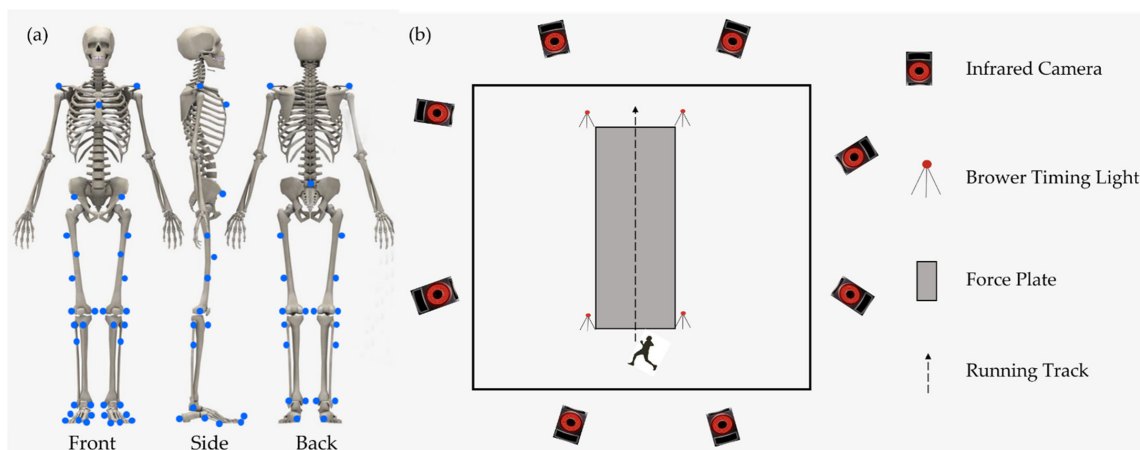 (a)
Front
Side
Back
(b)
Infrared Camera
Brower Timing Light
Force Plate
Running Track